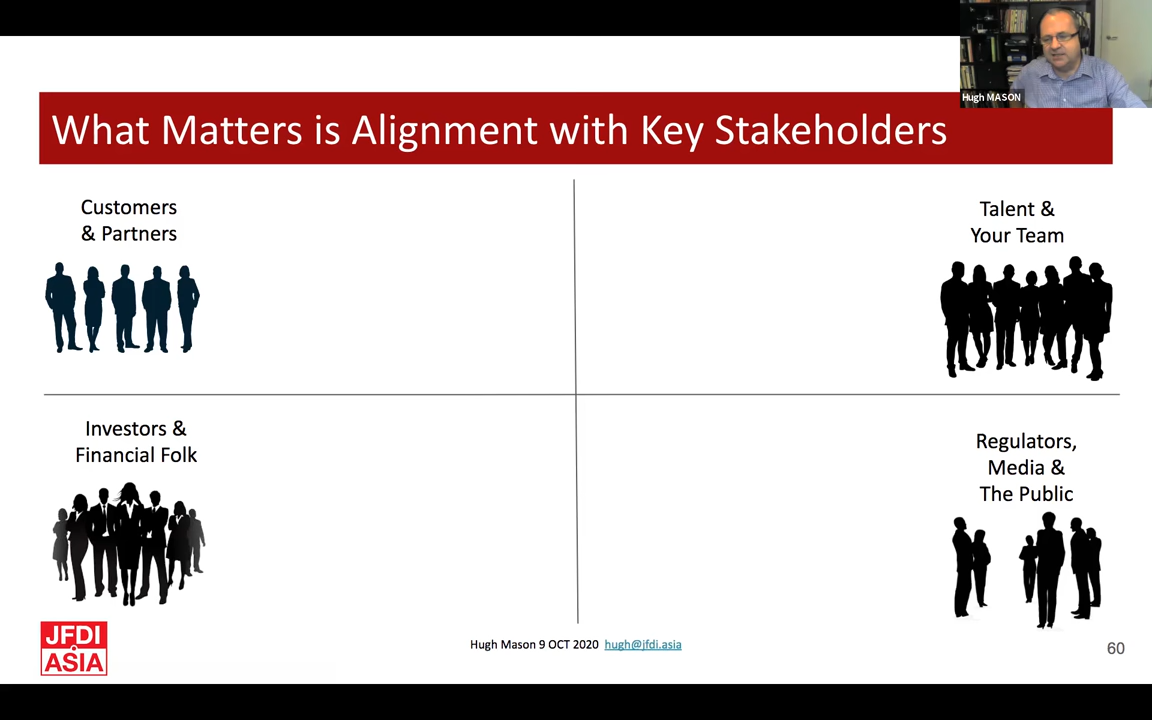 Hugh MASON
What Matters is Alignment with Key Stakeholders
Customers
& Partners
Talent &
Your Team
Investors &
Financial Folk
Regulators,
Media &
The Public
JFDI
ASIA
Hugh Mason 9 OCT 2020 hugh@jfdi.asia
60